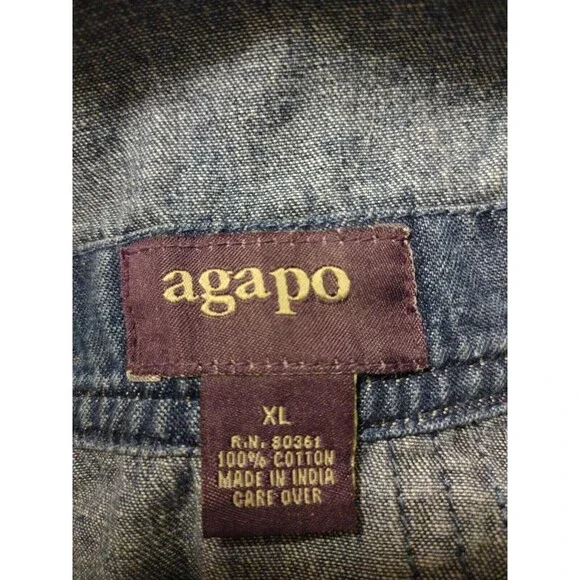 agapo
XL
R.N. 80361
100% COTTON
MADE IN INDIA
CARE OVER